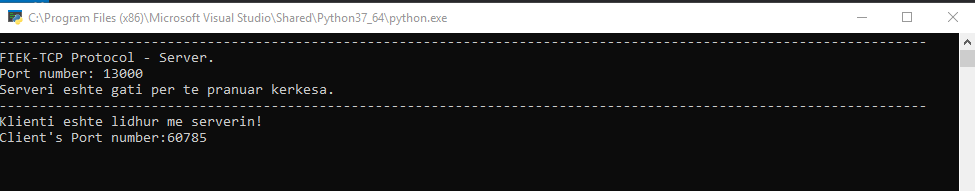 C:\Program Files (x86)\Microsoft Visual Studio\Shared\Python37_64\python.exe
--------------------------------------------------------------------------------------------------------------------
FIEK-TCP Protocol - Server.
Port number: 13000
Serveri eshte gati per te pranuar kerkesa.
--------------------------------------------------------------------------------------------------------------------
Klienti eshte lidhur me serverin!
Client's Port number:60785